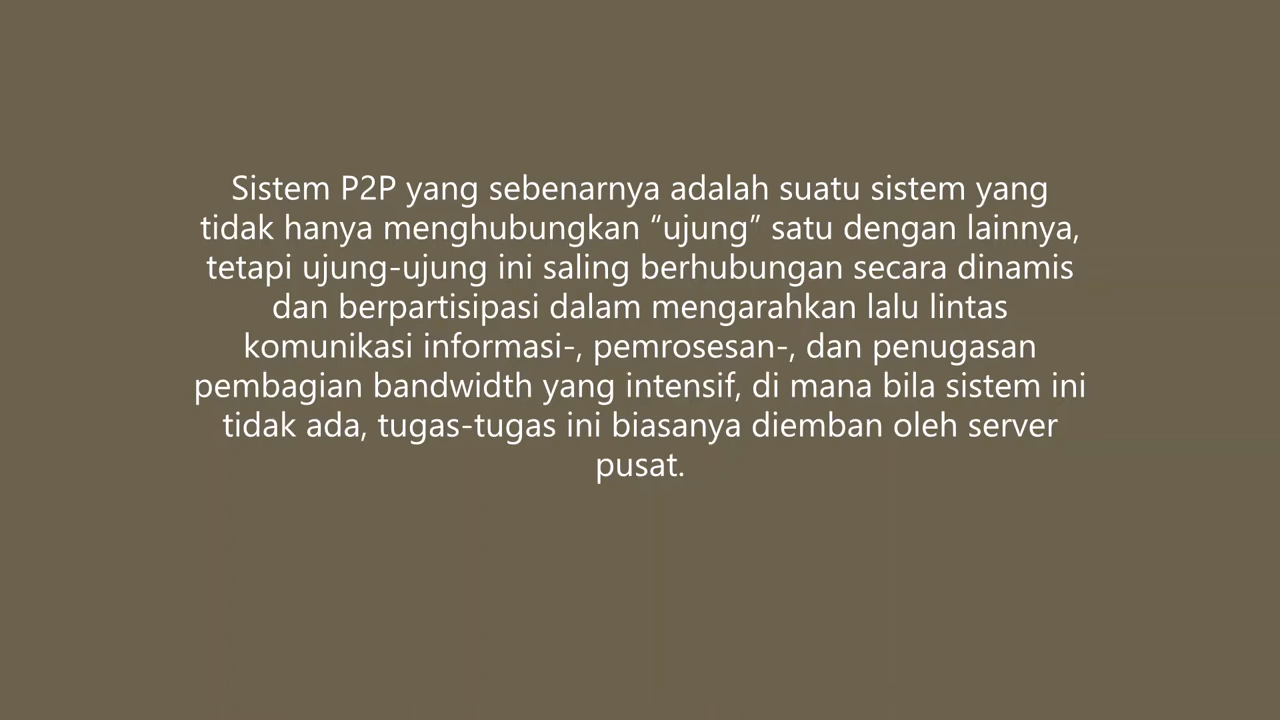 Sistem P2P yang sebenarnya adalah suatu sistem yang
tidak hanya menghubungkan “ujung” satu dengan lainnya,
tetapi ujung-ujung ini saling berhubungan secara dinamis
dan berpartisipasi dalam mengarahkan lalu lintas
komunikasi informasi-, pemrosesan-, dan penugasan
pembagian bandwidth yang intensif, di mana bila sistem ini
tidak ada, tugas-tugas ini biasanya diemban oleh server
pusat.